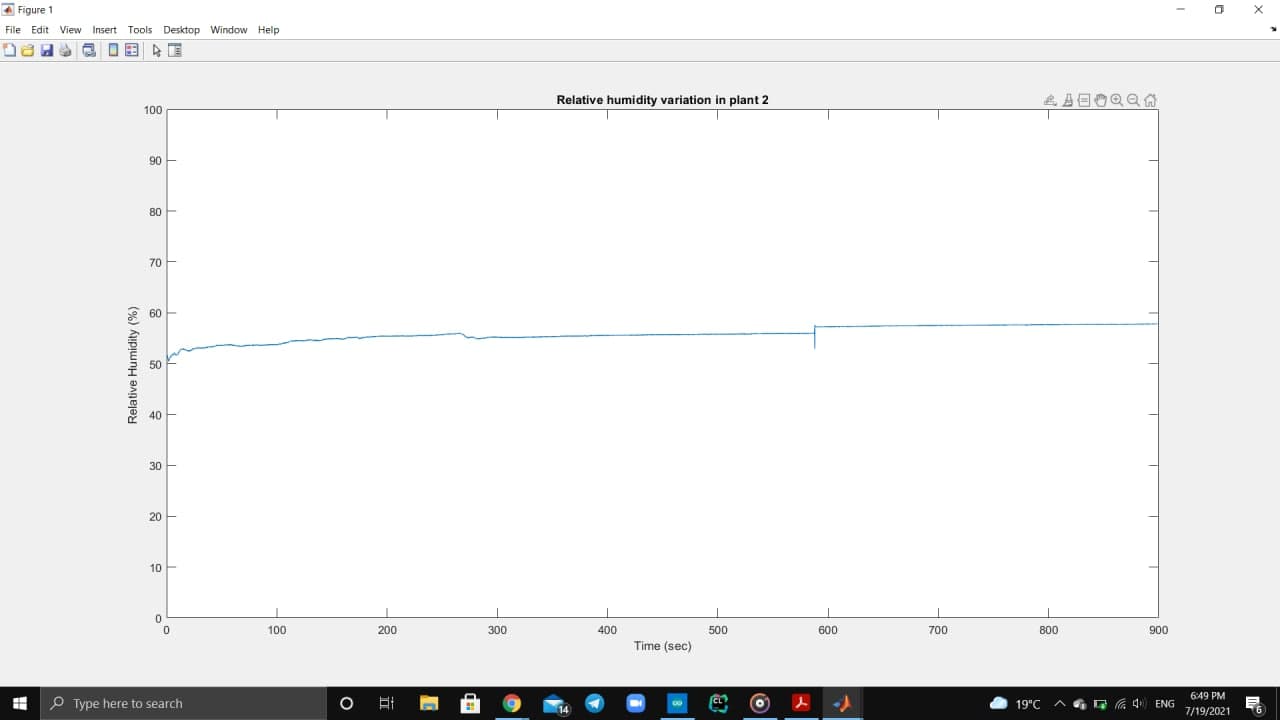 Figure 1
File Edit View Insert Tools Desktop Window Help
Relative humidity variation in plant 2
100
90
80
70
60
50
40
30
20
10
0
Relative Humidity (%)
0 100 200 300 400 500 600 700 800 900
Time (sec)
Type here to search
14
CL
19°C
ENG
6:49 PM
7/19/2021
6